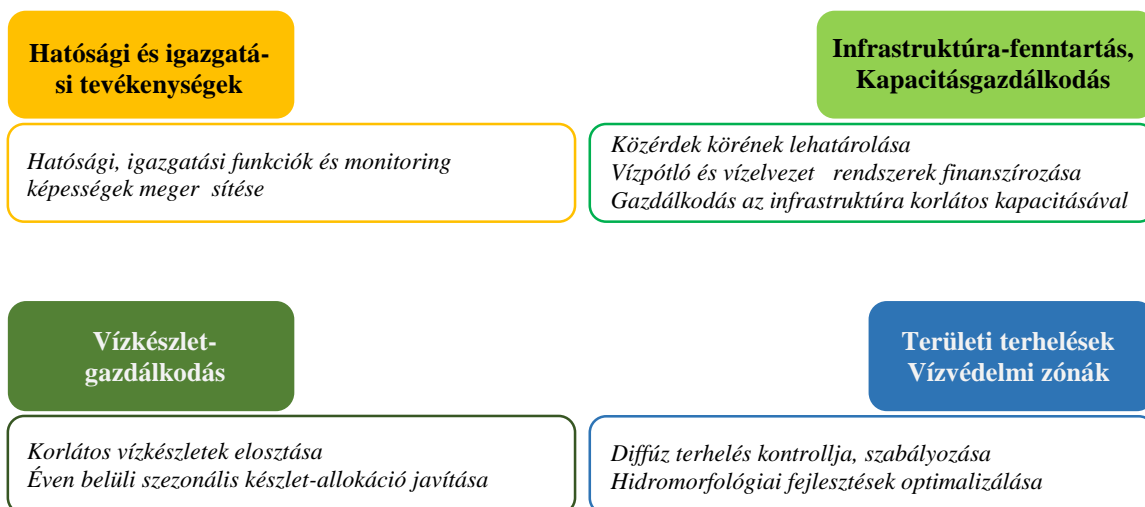 Hatósági és igazgatá-
si tevékenységek
Hatósági, igazgatási funkciók és monitoring
képességek meger sítése
Infrastruktúra-fenntartás,
Kapacitásgazdálkodás
Közérdek körének lehatárolása
Vízpótló és vízelvezet rendszerek finanszírozása
Gazdálkodás az infrastruktúra korlátos kapacitásával
Vízkészlet-
gazdálkodás
Korlátos vízkészletek elosztása
Éven belüli szezonális készlet-allokáció javítása
Területi terhelések
Vízvédelmi zónák
Diffúz terhelés kontrollja, szabályozása
Hidromorfológiai fejlesztések optimalizálása